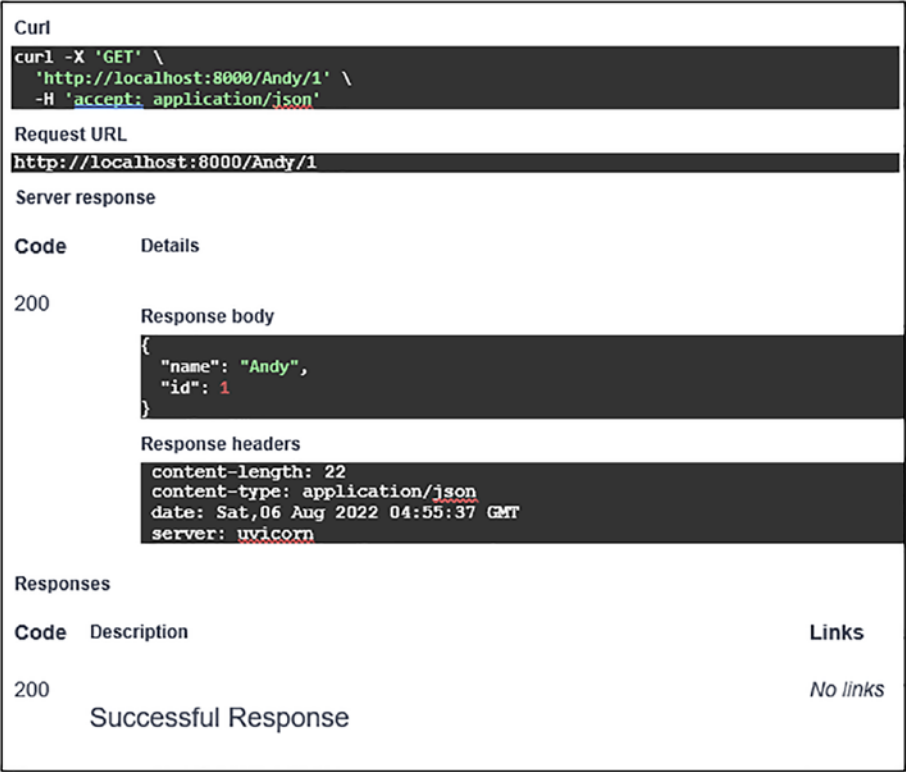 Curl
curl -X 'GET' \
'http://localhost:8000/Andy/1' \
-H 'accept: application/json'
Request URL
http://localhost:8000/Andy/1
Server response
Code Details
200
Response body
{
"name": "Andy",
"id": 1
}
Response headers
content-length: 22
content-type: application/json
date: Sat,06 Aug 2022 04:55:37 GMT
server: uvicorn
Responses
Code Description Links
200 No links
Successful Response